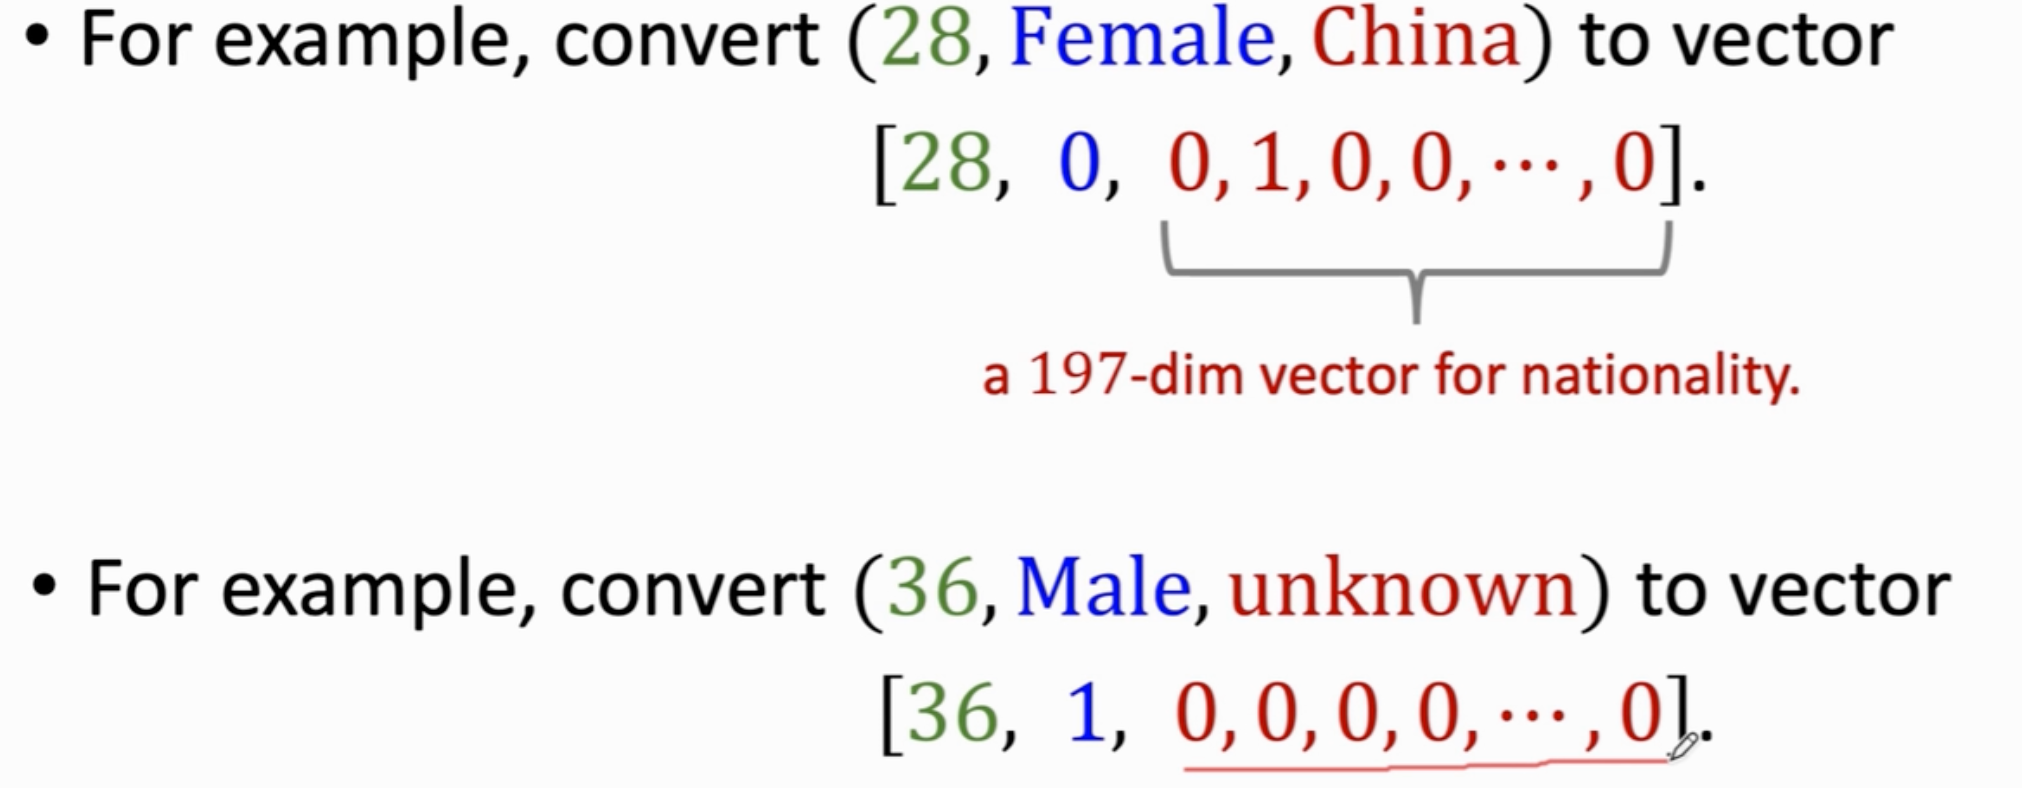 • For example, convert (28, Female, China) to vector
[28, 0, 0, 1, 0, 0, ⋯ , 0].
a 197-dim vector for nationality.
• For example, convert (36, Male, unknown) to vector
[36, 1, 0, 0, 0, 0, ⋯ , 0].